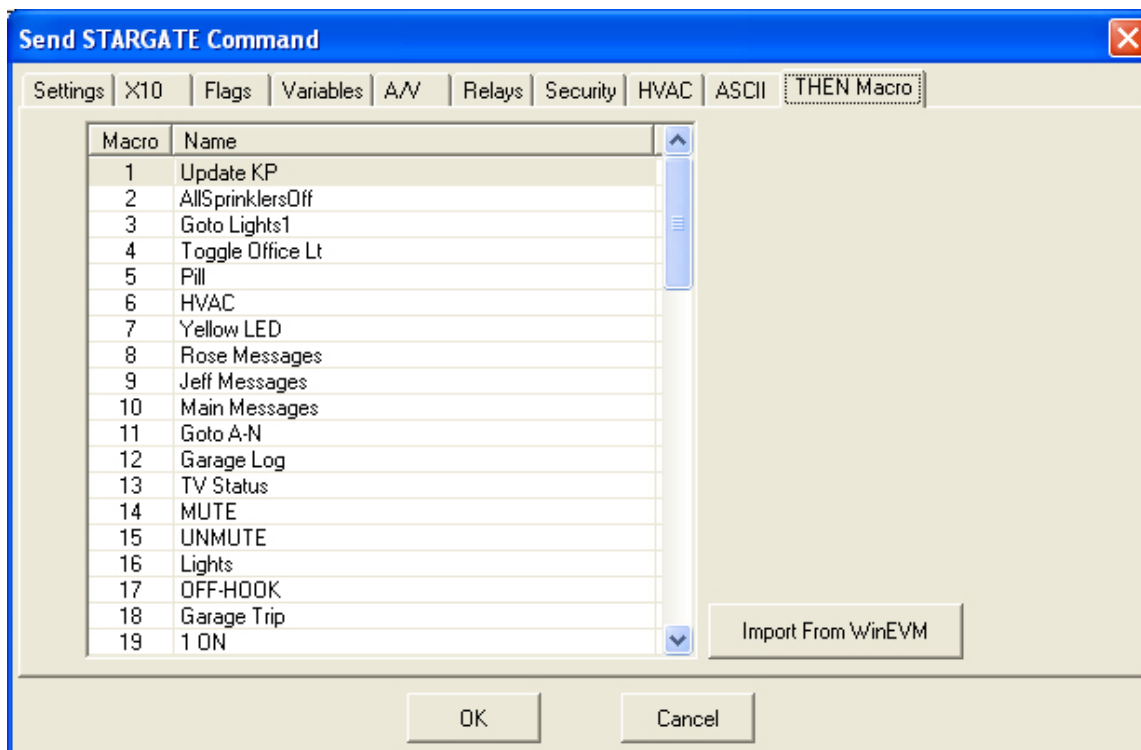 Send STARGATE Command
Settings X10 Flags Variables A/V Relays Security HVAC ASCII THEN Macro
Macro Name
1 Update KP
2 AllSprinklersOff
3 Goto Lights1
4 Toggle Office Lt
5 Pill
6 HVAC
7 Yellow LED
8 Rose Messages
9 Jeff Messages
10 Main Messages
11 Goto A-N
12 Garage Log
13 TV Status
14 MUTE
15 UNMUTE
16 Lights
17 OFF-HOOK
18 Garage Trip
19 1 ON
Import From WinEVM
OK Cancel